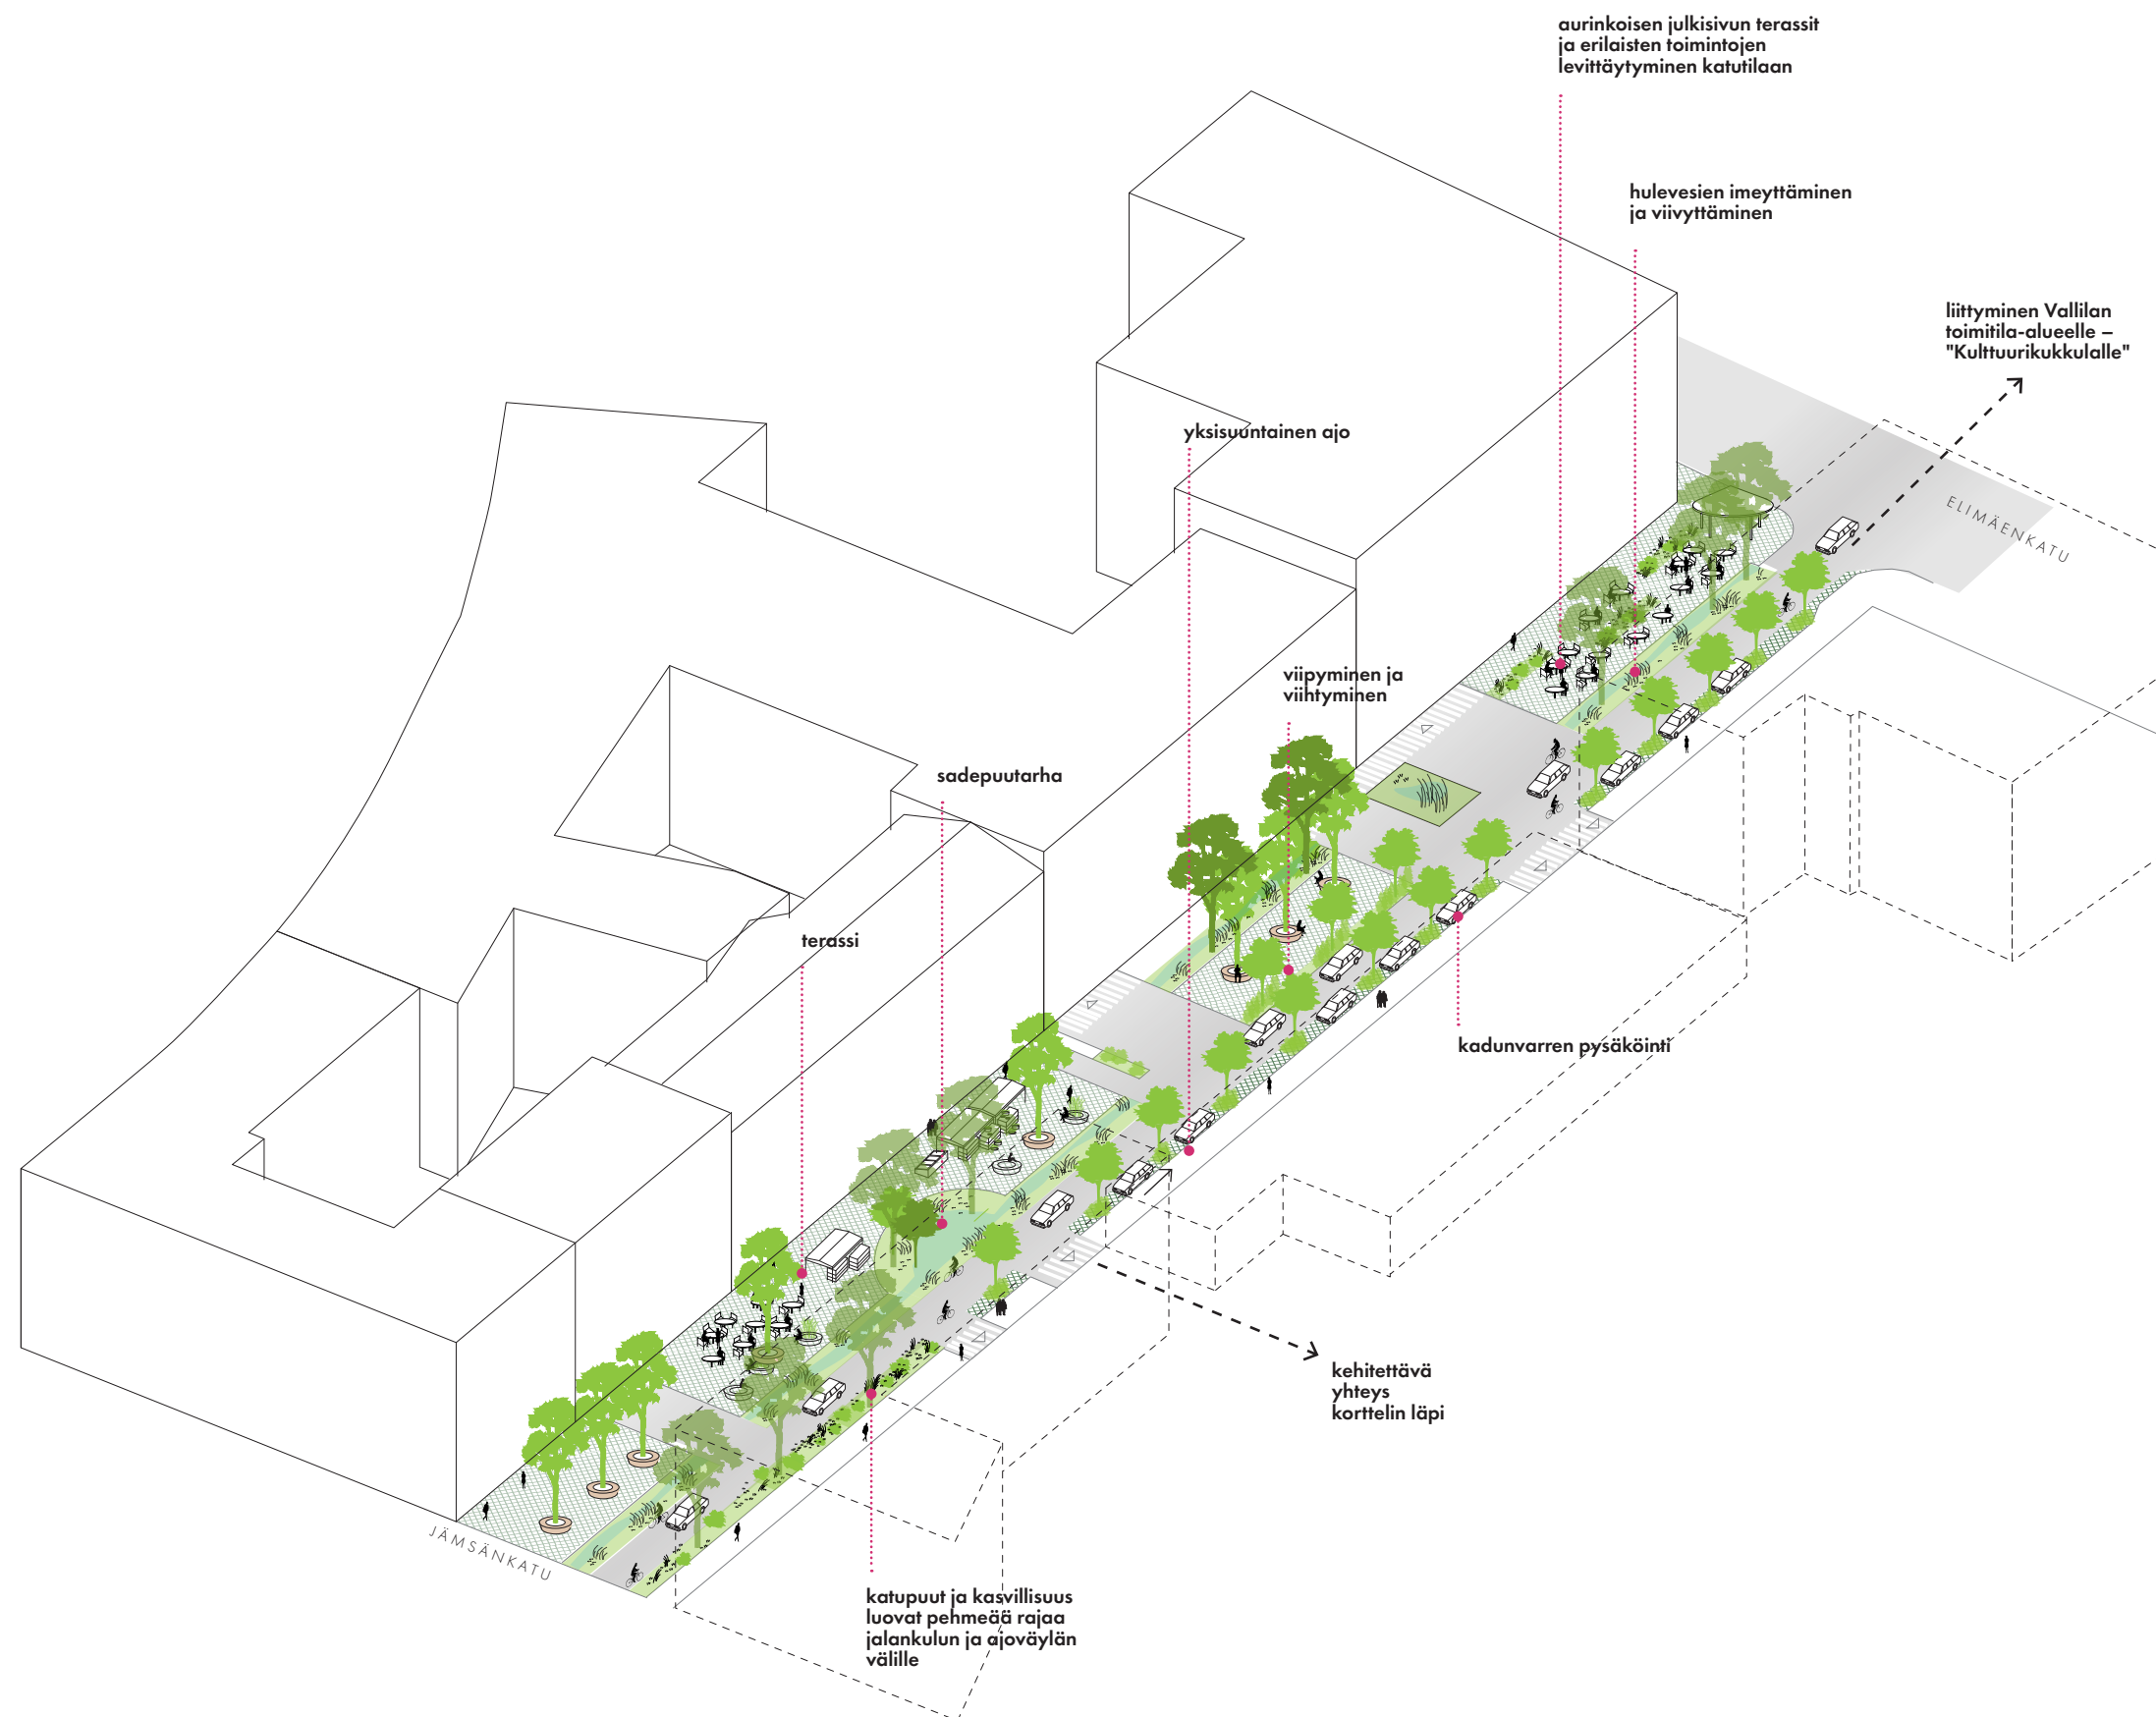 aurinkoisen julkisivun terassit
ja erilaisten toimintojen
levittäytyminen katutilaan
hulevesien imeyttäminen
ja viivyttäminen
liittyminen Vallilan
toimitila-alueelle –
"Kulttuurikukkulalle"
yksisuuntainen ajo
ELIMÄENKATU
viipyminen ja
viihtyminen
sadepuutarha
terassi
kadunvarren pysäköinti
kehitettävä
yhteys
korttelin läpi
JÄMSÄNKATU
katupuut ja kasvillisuus
luovat pehmeää rajaa
jalankulun ja ajoväylän
välille